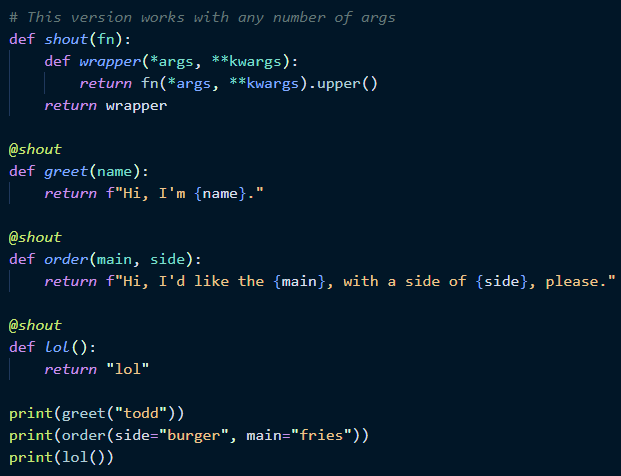 # This version works with any number of args
def shout(fn):
    def wrapper(*args, **kwargs):
        return fn(*args, **kwargs).upper()
    return wrapper

@shout
def greet(name):
    return f"Hi, I'm {name}."

@shout
def order(main, side):
    return f"Hi, I'd like the {main}, with a side of {side}, please."

@shout
def lol():
    return "lol"

print(greet("todd"))
print(order(side="burger", main="fries"))
print(lol())